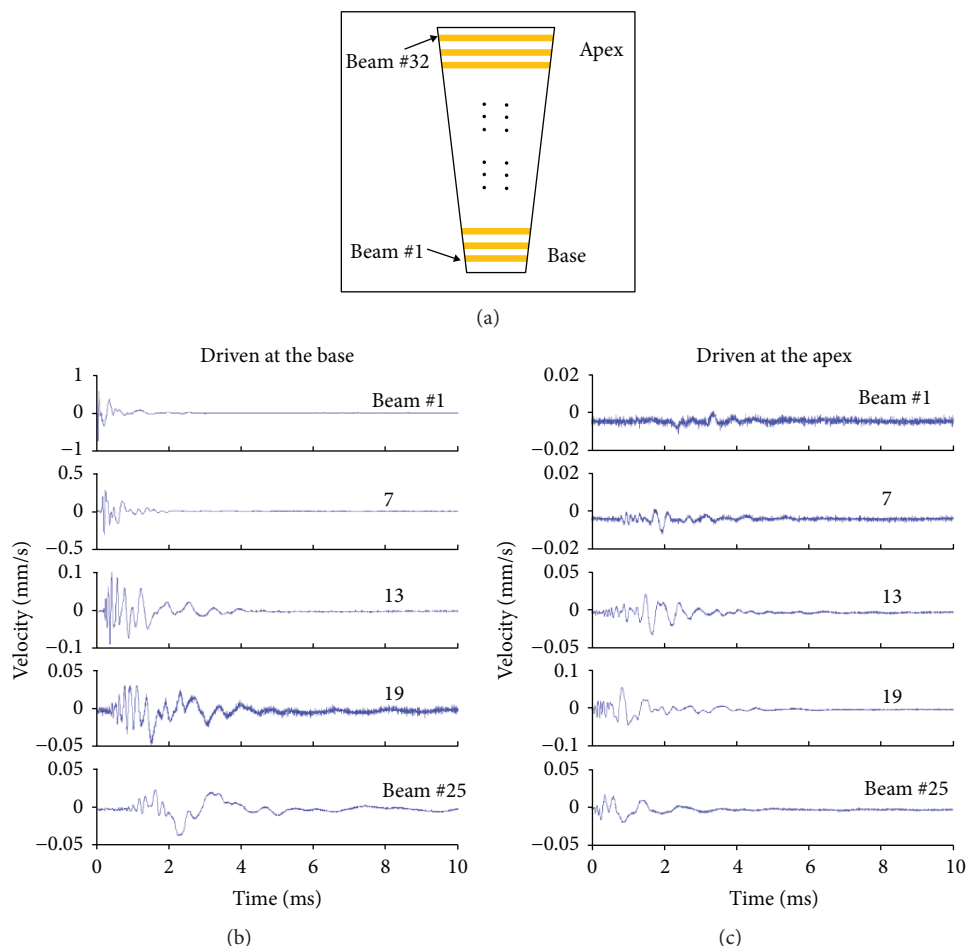 Beam #32
Apex
Beam #1
Base
(a)
Driven at the base
Velocity (mm/s)
1
0
−1
Beam #1
0.5
0
−0.5
7
0.1
0
−0.1
13
0.05
0
−0.05
19
0.05
0
−0.05
Beam #25
0 2 4 6 8 10
Time (ms)
(b)
Driven at the apex
Velocity (mm/s)
0.02
0
−0.02
Beam #1
0.02
0
−0.02
7
0.05
0
−0.05
13
0.1
0
−0.1
19
0.05
0
−0.05
Beam #25
0 2 4 6 8 10
Time (ms)
(c)